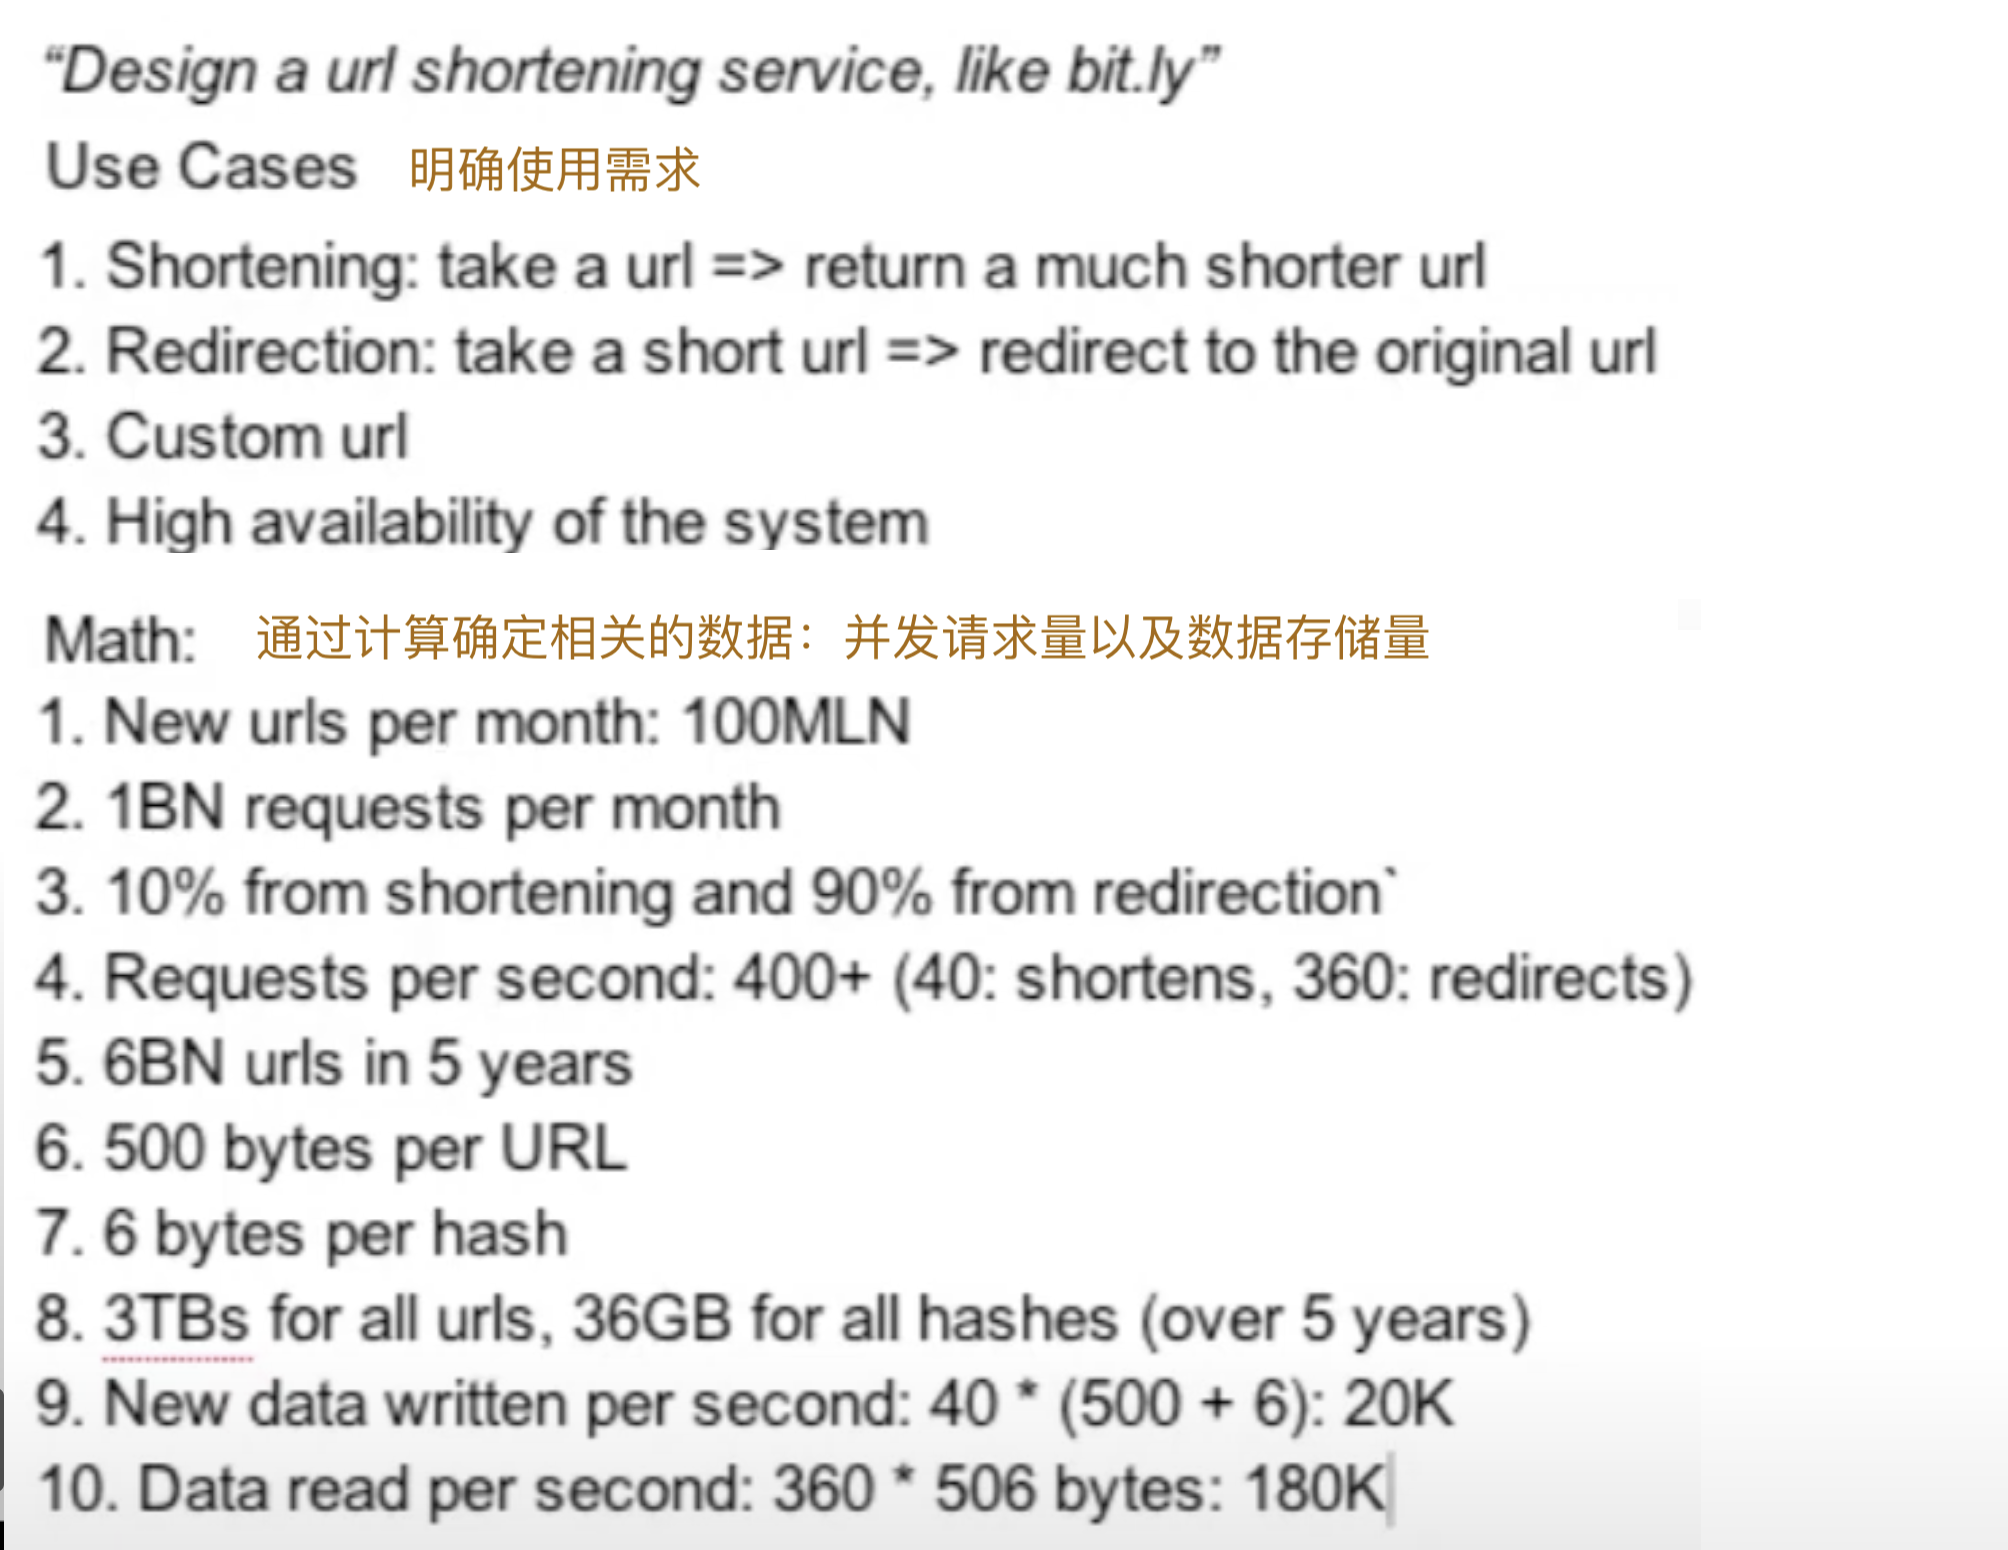 “Design a url shortening service, like bit.ly”
Use Cases 明确使用需求
1. Shortening: take a url => return a much shorter url
2. Redirection: take a short url => redirect to the original url
3. Custom url
4. High availability of the system
Math: 通过计算确定相关的数据：并发请求量以及数据存储量
1. New urls per month: 100MLN
2. 1BN requests per month
3. 10% from shortening and 90% from redirection`
4. Requests per second: 400+ (40: shortens, 360: redirects)
5. 6BN urls in 5 years
6. 500 bytes per URL
7. 6 bytes per hash
8. 3TBs for all urls, 36GB for all hashes (over 5 years)
9. New data written per second: 40 * (500 + 6): 20K
10. Data read per second: 360 * 506 bytes: 180K